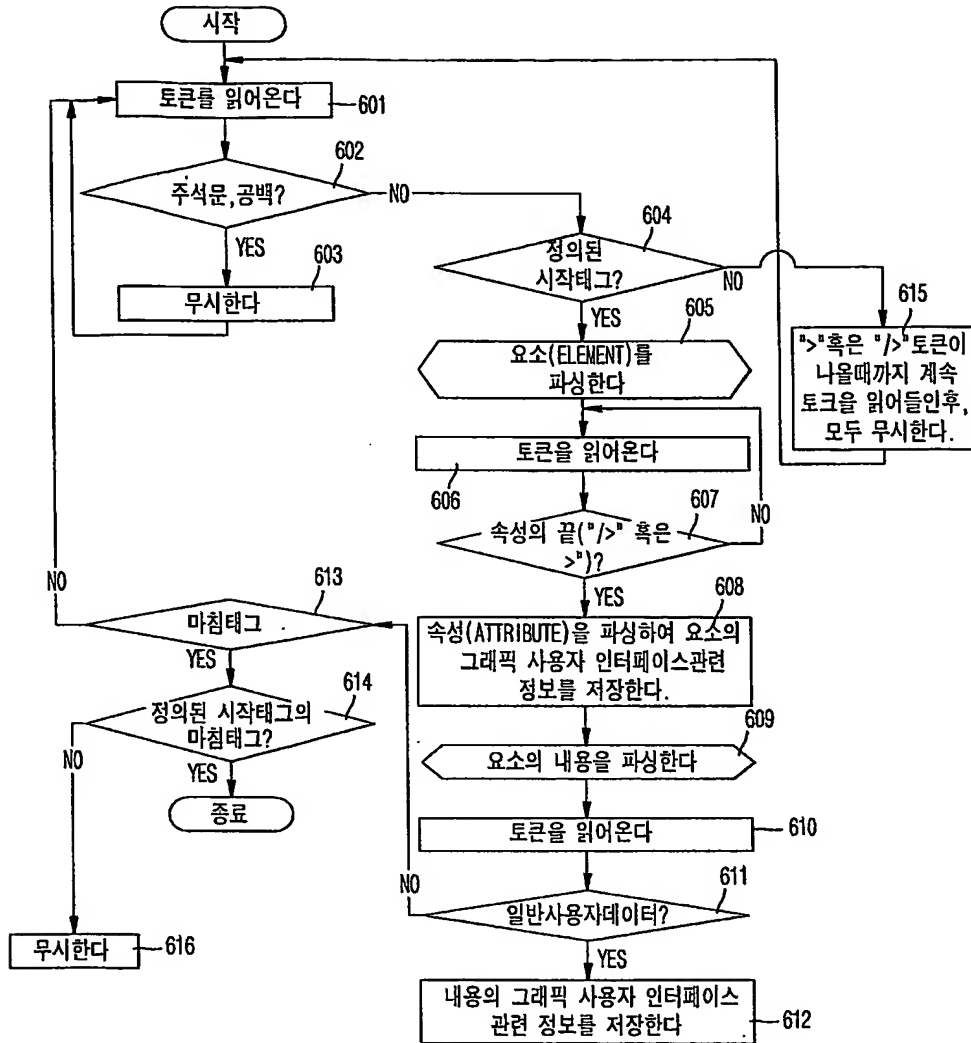 시작
토큰를 읽어온다
601
602
주석문,공백?
NO
YES
603
무시한다
604
정의된
시작태그?
NO
YES
605
615
요소(ELEMENT)를
파싱한다
">"혹은 "/>"토큰이
나올때까지 계속
토크을 읽어들인후,
모두 무시한다.
토큰을 읽어온다
606
607
속성의 끝("/>" 혹은
>")?
NO
YES
608
속성(ATTRIBUTE)을 파싱하여 요소의
그래픽 사용자 인터페이스관련
정보를 져장한다.
NO
613
마침태그
YES
614
정의된 시작태그의
마침태그?
NO
YES
종료
609
요소의 내용을 파싱한다
토큰을 읽어온다
610
611
일반사용자데이터?
NO
YES
무시한다
616
내용의 그래픽 사용자 인터페이스
관련 정보를 져장한다
612